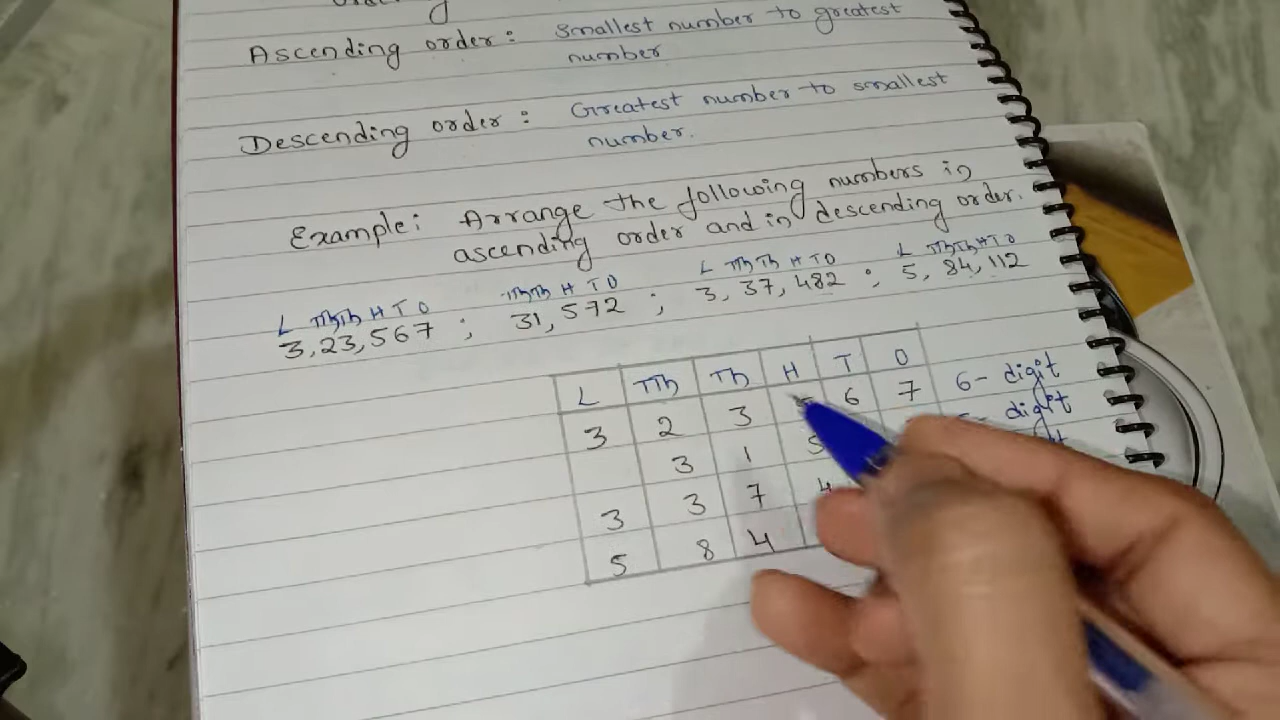 Ascending order: Smallest number to greatest
number
Descending order: Greatest number to smallest
number.
Example: Arrange the following numbers in
ascending order and in descending order.
L TTh Th H T O TTh Th H T O L TTh Th H T O L TTh Th H T O
3,23,567 ; 31,572 ; 3,37,482 ; 5,84,112
L TTh Th H T O
3 2 3 5 6 7 6- digit
3 1 5 digit
3 3 7 4
5 8 4